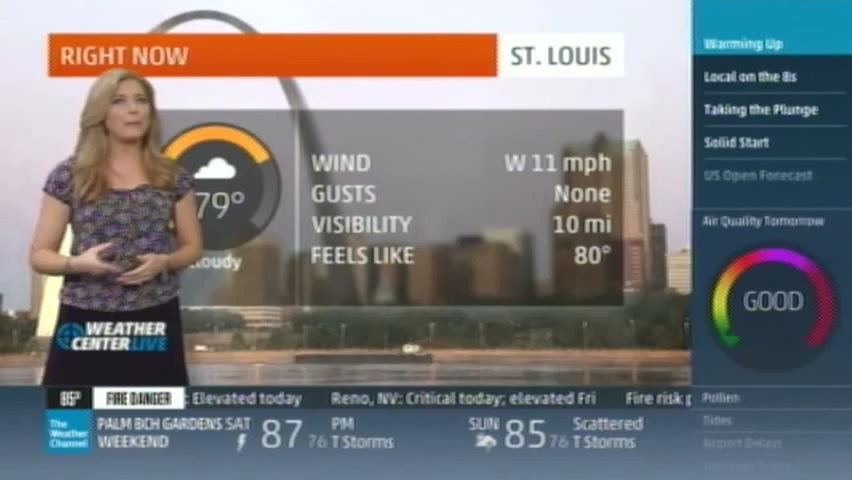 RIGHT NOW
ST. LOUIS
79°
WIND W 11 mph
GUSTS None
VISIBILITY 10 mi
FEELS LIKE 80°
WEATHER
CENTER LIVE
Warming Up
Local on the 8s
Taking the Plunge
Solid Start
US Open Forecast
Air Quality Tomorrow
GOOD
Pollen
Tides
Airport Delays
FIRE DANGER : Elevated today Reno, NV: Critical today; elevated Fri Fire risk
The
Weather
Channel
PALM BCH GARDENS
WEEKEND
SAT 87 76 PM T Storms
SUN 85 76 Scattered T Storms